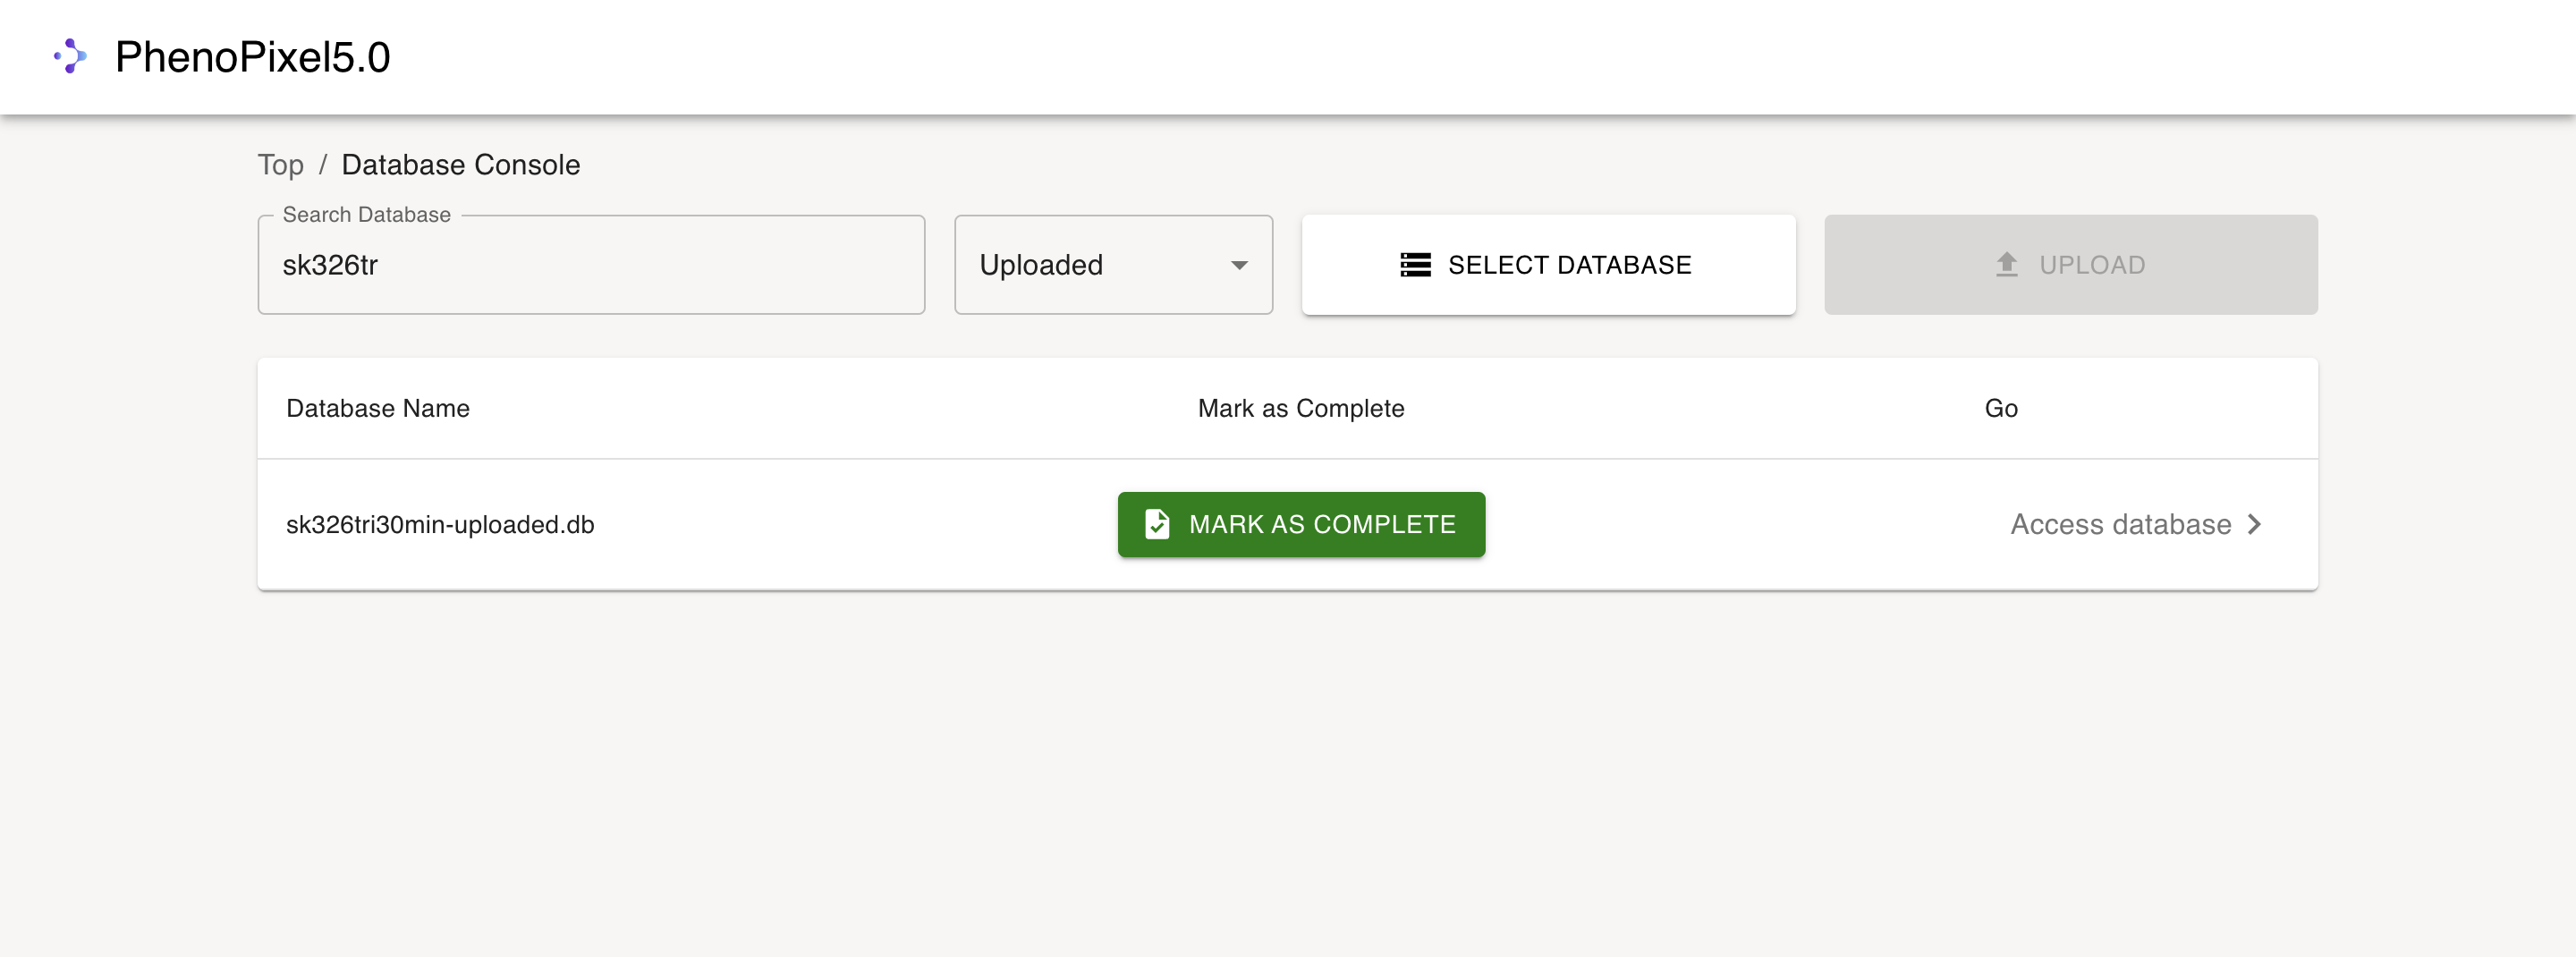 PhenoPixel5.0
Top / Database Console
Search Database
sk326tr
Uploaded
SELECT DATABASE
UPLOAD
Database Name
Mark as Complete
Go
sk326tri30min-uploaded.db
MARK AS COMPLETE
Access database